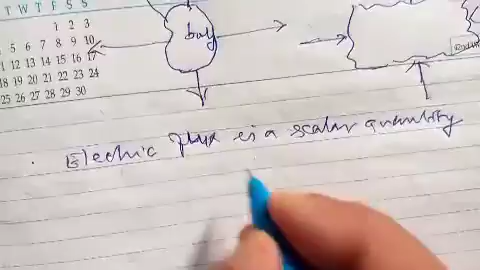 T W T F S S
1 2 3
5 6 7 8 9 10
11 12 13 14 15 16 17
18 19 20 21 22 23 24
25 26 27 28 29 30
body
Electric flux is a scalar quantity